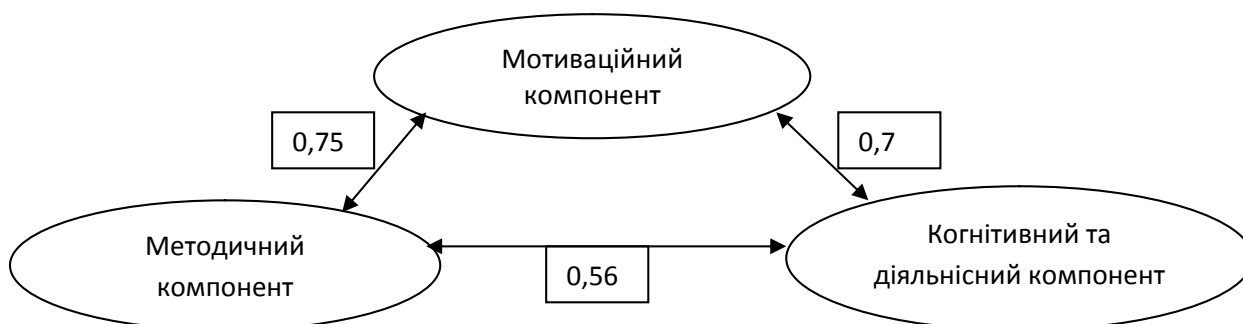 Мотиваційний
компонент
0,75
0,7
Методичний
компонент
0,56
Когнітивний та
діяльнісний компонент